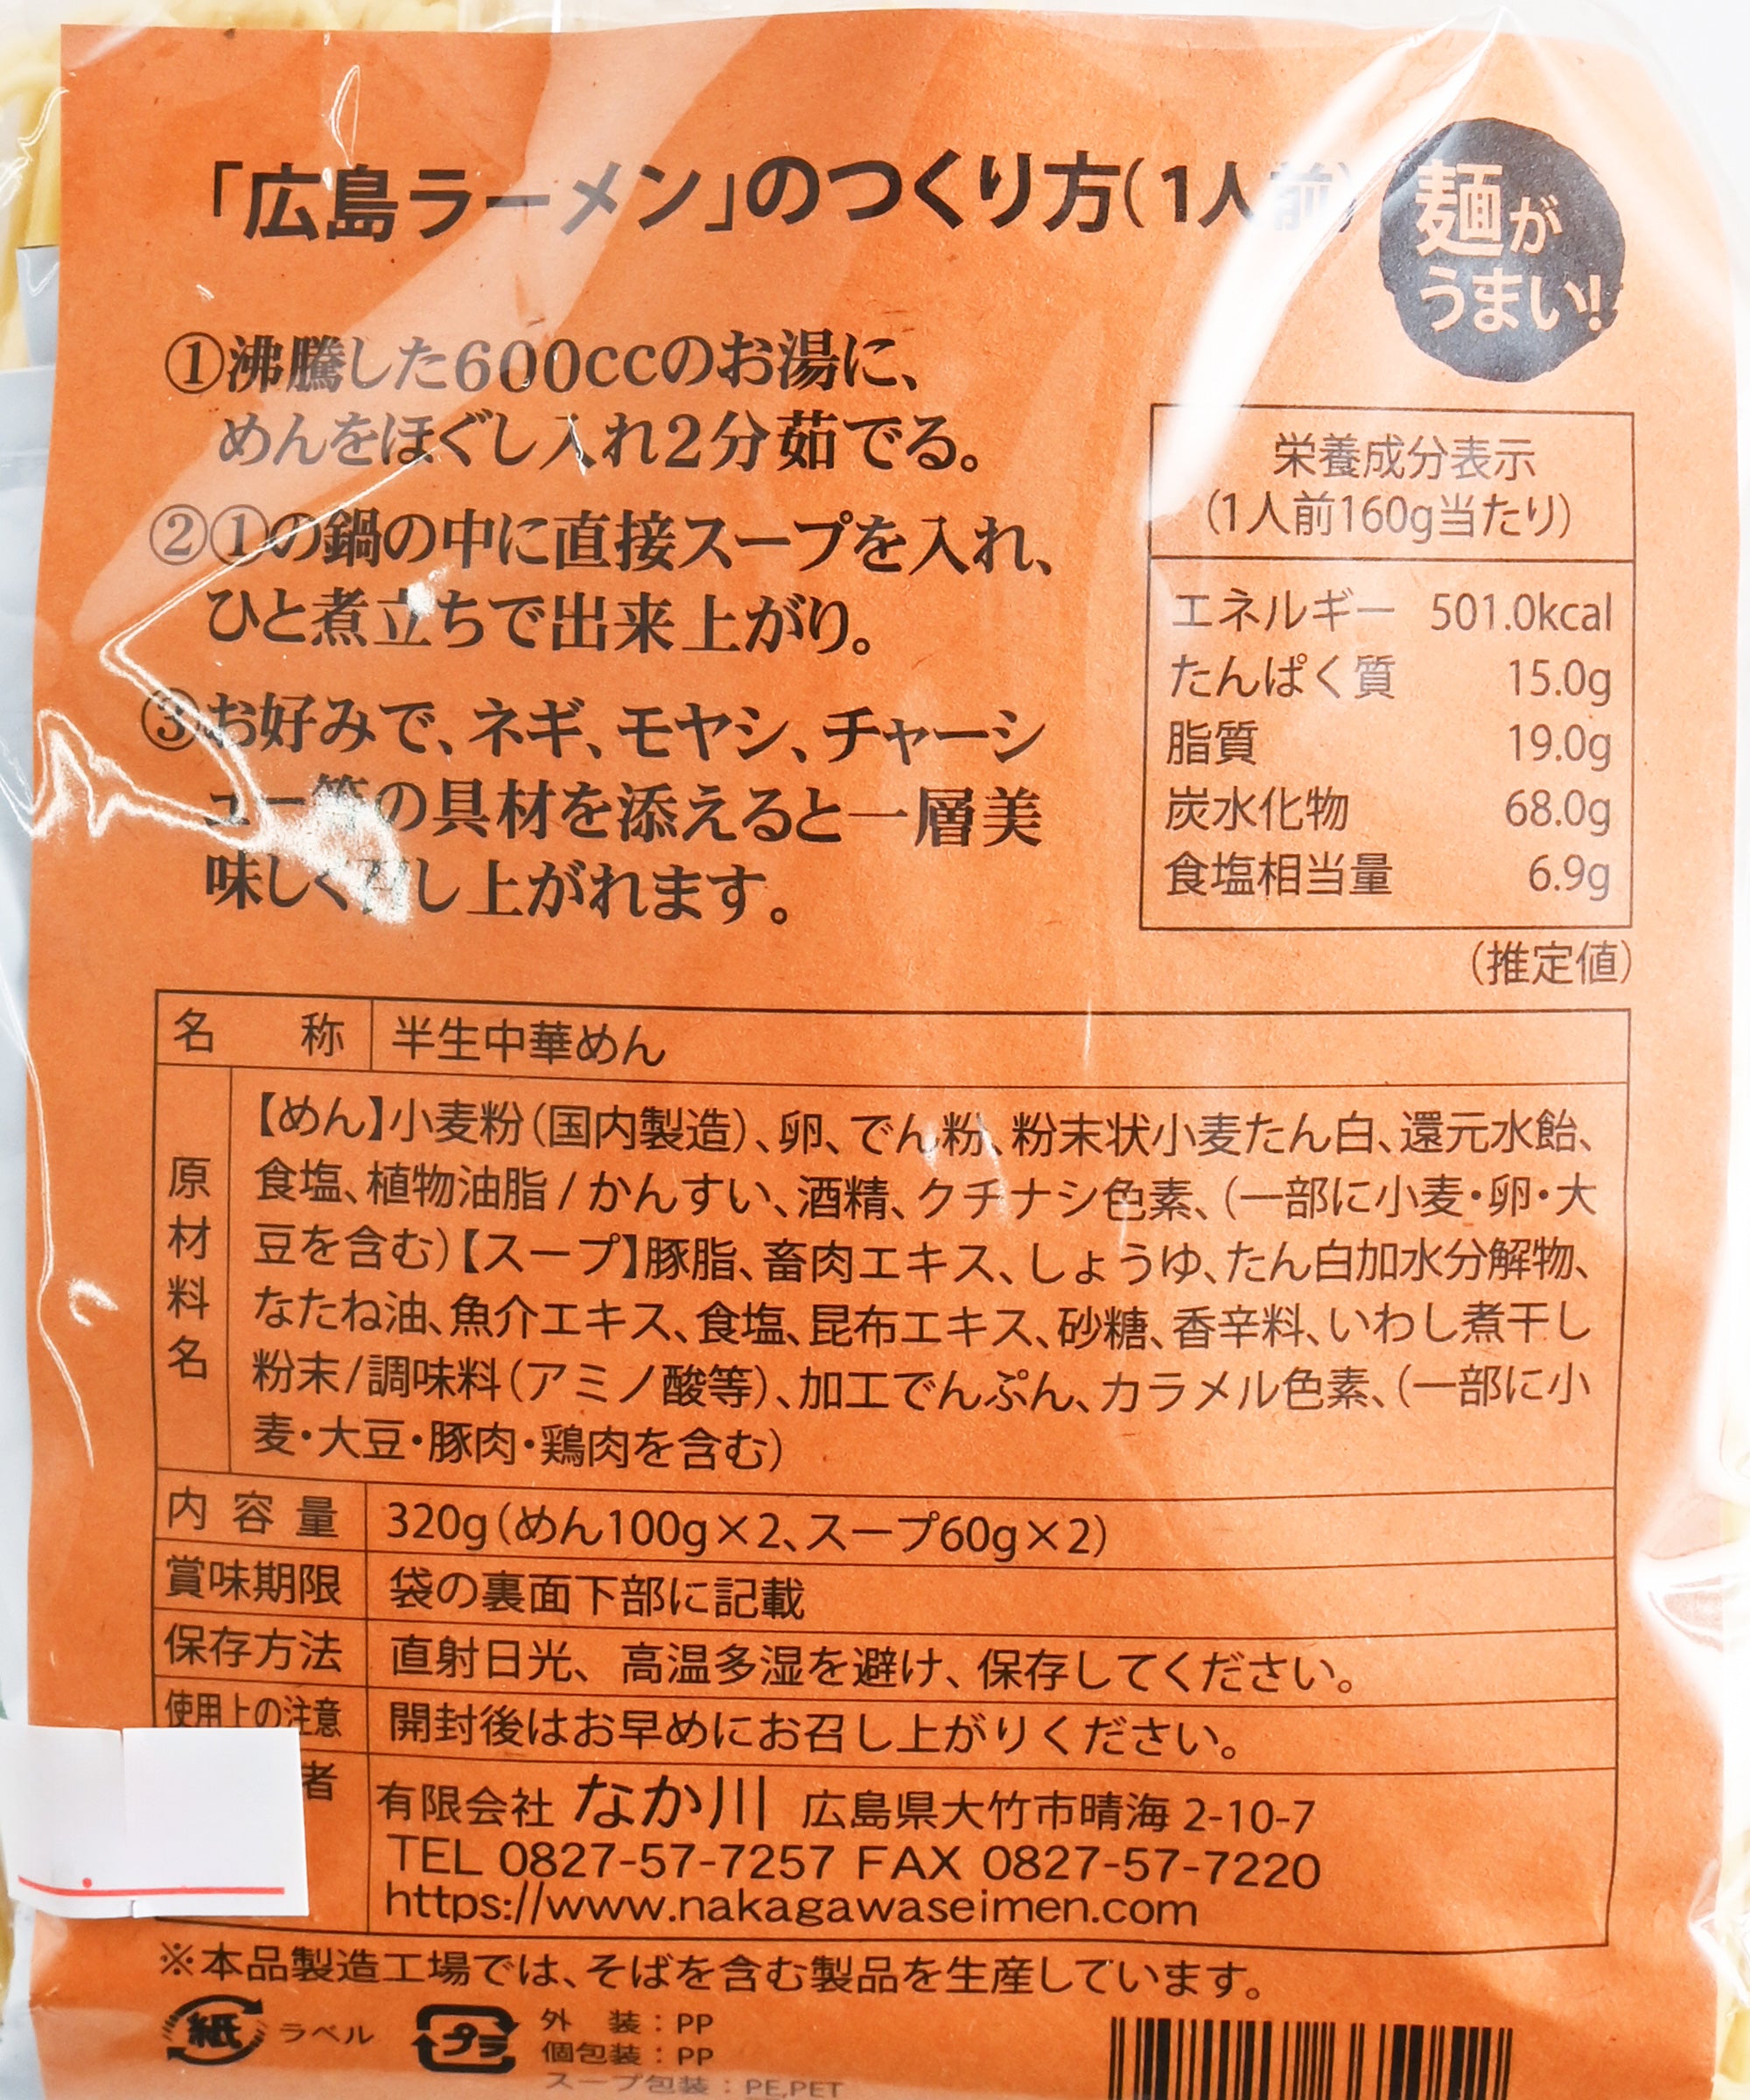 「広島ラーメン」のつくり方(1人前)
麺が
うまい!
①沸騰した600ccのお湯に、
めんをほぐし入れ2分茹でる。
②①の鍋の中に直接スープを入れ、
ひと煮立ちで出来上がり。
③お好みで、ネギ、モヤシ、チャーシ
ュー等の具材を添えると一層美
味しく召し上がれます。
栄養成分表示
(1人前160g当たり)
エネルギー 501.0kcal
たんぱく質 15.0g
脂質 19.0g
炭水化物 68.0g
食塩相当量 6.9g
(推定値)
名称 半生中華めん
原材料名
【めん】小麦粉(国内製造)、卵、でん粉、粉末状小麦たん白、還元水飴、
食塩、植物油脂/かんすい、酒精、クチナシ色素、(一部に小麦・卵・大
豆を含む)【スープ】豚脂、畜肉エキス、しょうゆ、たん白加水分解物、
なたね油、魚介エキス、食塩、昆布エキス、砂糖、香辛料、いわし煮干し
粉末/調味料(アミノ酸等)、加工でんぷん、カラメル色素、(一部に小
麦・大豆・豚肉・鶏肉を含む)
内容量 320g(めん100g×2、スープ60g×2)
賞味期限 袋の裏面下部に記載
保存方法 直射日光、高温多湿を避け、保存してください。
使用上の注意 開封後はお早めにお召し上がりください。
者 有限会社 なか川 広島県大竹市晴海 2-10-7
TEL 0827-57-7257 FAX 0827-57-7220
https://www.nakagawaseimen.com
※本品製造工場では、そばを含む製品を生産しています。
紙 ラベル
プラ
外装:PP
個包装:PP
スープ包装:PE,PET